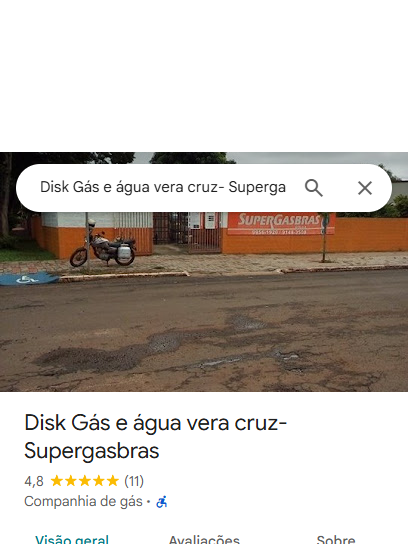 Disk Gás e água vera cruz- Superga
SUPERGASBRAS
Disk Gás e água vera cruz-
Supergasbras
4,8 (11)
Companhia de gás ·
Visão geral Avaliações Sobre